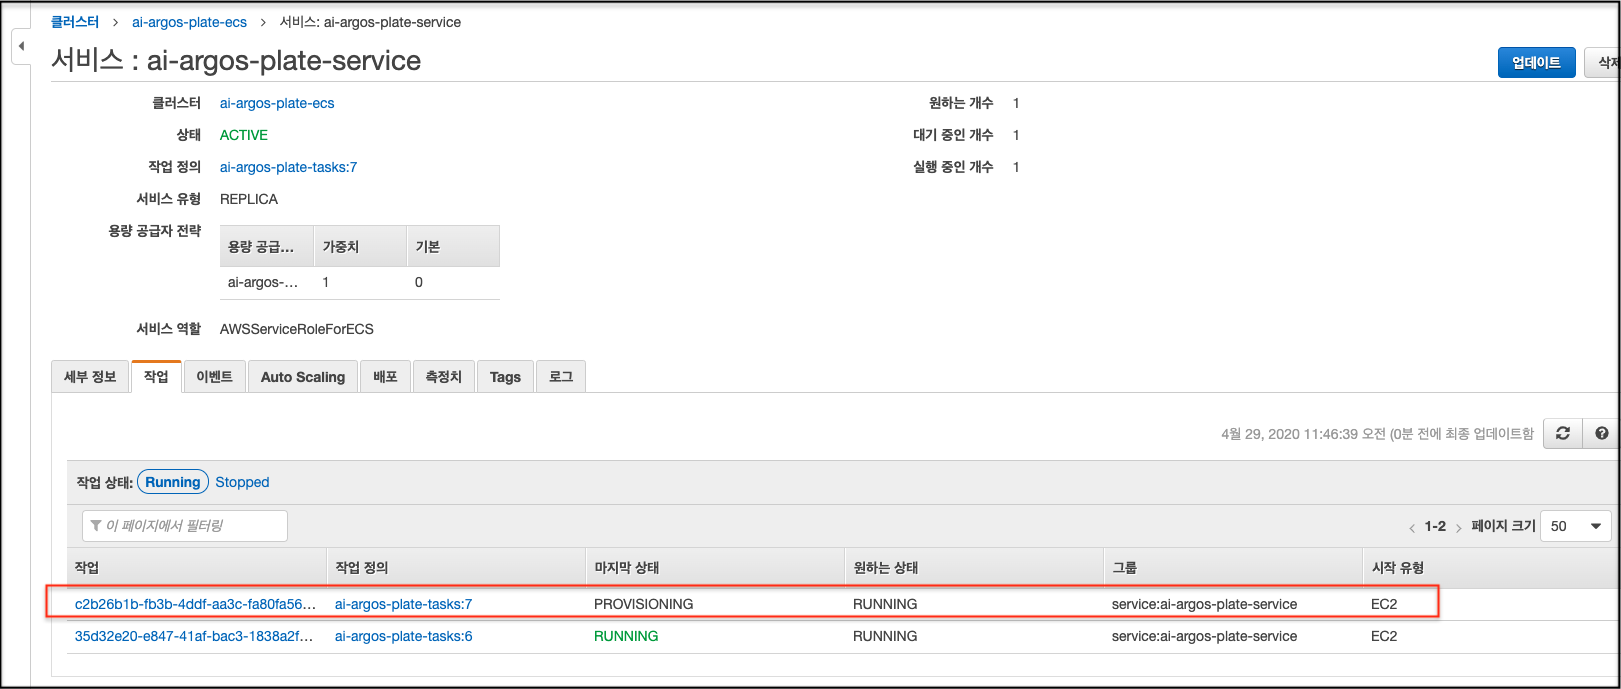 클러스터 > ai-argos-plate-ecs > 서비스: ai-argos-plate-service
서비스 : ai-argos-plate-service
업데이트
클러스터 ai-argos-plate-ecs 원하는 개수 1
상태 ACTIVE 대기 중인 개수 1
작업 정의 ai-argos-plate-tasks:7 실행 중인 개수 1
서비스 유형 REPLICA
용량 공급자 전략
용량 공급... 가중치 기본
ai-argos-... 1 0
서비스 역할 AWSServiceRoleForECS
세부 정보 작업 이벤트 Auto Scaling 배포 측정치 Tags 로그
4월 29, 2020 11:46:39 오전 (0분 전에 최종 업데이트함
작업 상태: Running Stopped
이 페이지에서 필터링 < 1-2 > 페이지 크기 50
작업 작업 정의 마지막 상태 원하는 상태 그룹 시작 유형
c2b26b1b-fb3b-4ddf-aa3c-fa80fa56... ai-argos-plate-tasks:7 PROVISIONING RUNNING service:ai-argos-plate-service EC2
35d32e20-e847-41af-bac3-1838a2f... ai-argos-plate-tasks:6 RUNNING RUNNING service:ai-argos-plate-service EC2